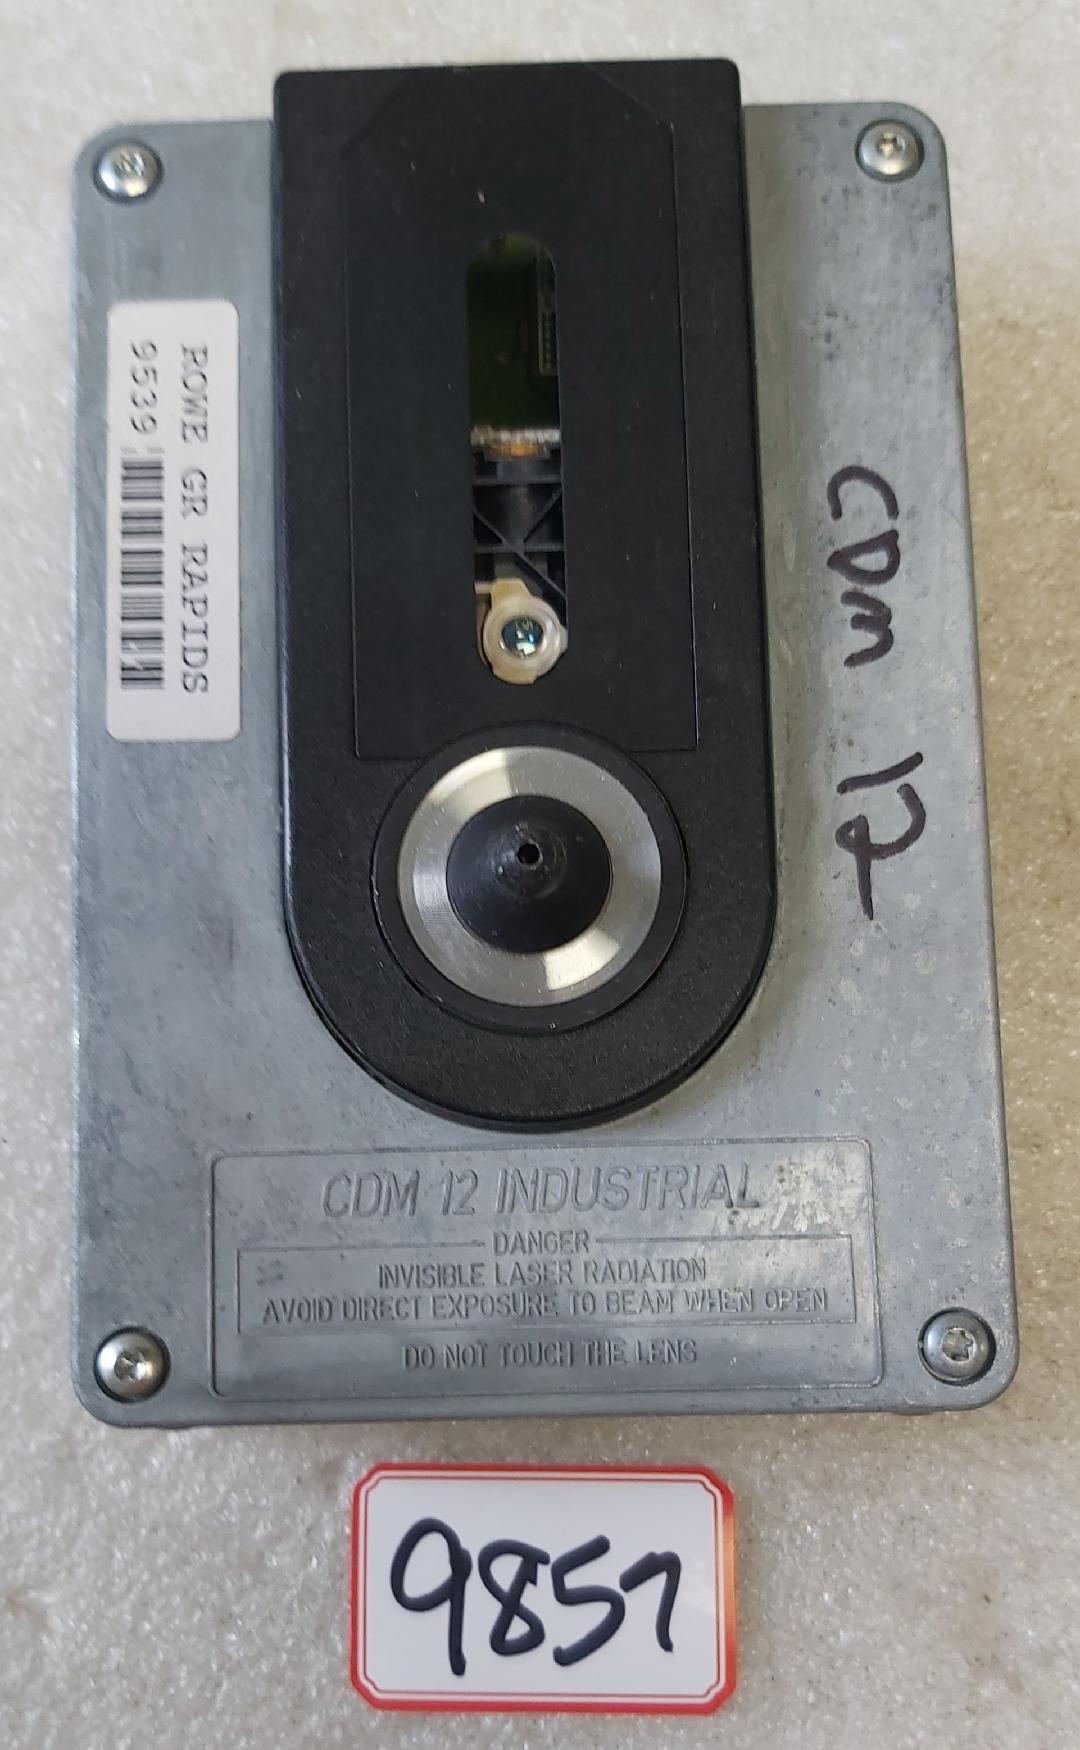 ROWE GR RAPIDS
9539
CDM 12
CDM 12 INDUSTRIAL
DANGER
INVISIBLE LASER RADIATION
AVOID DIRECT EXPOSURE TO BEAM WHEN OPEN
DO NOT TOUCH THE LENS
9857